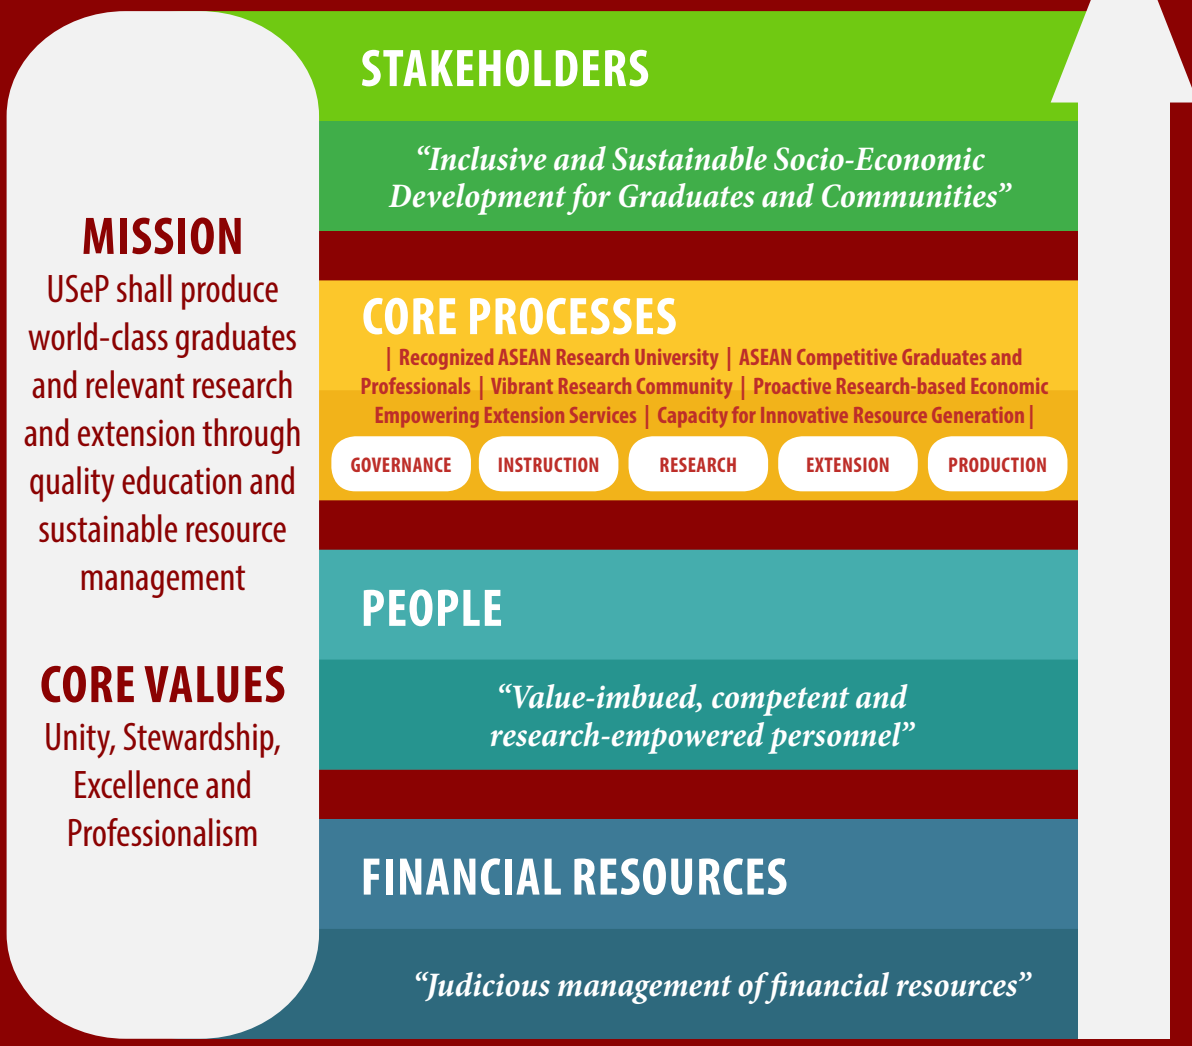 MISSION
USeP shall produce
world-class graduates
and relevant research
and extension through
quality education and
sustainable resource
management
CORE VALUES
Unity, Stewardship,
Excellence and
Professionalism
STAKEHOLDERS
“Inclusive and Sustainable Socio-Economic
Development for Graduates and Communities”
CORE PROCESSES
| Recognized ASEAN Research University | ASEAN Competitive Graduates and
Professionals | Vibrant Research Community | Proactive Research-based Economic
Empowering Extension Services | Capacity for Innovative Resource Generation |
GOVERNANCE INSTRUCTION RESEARCH EXTENSION PRODUCTION
PEOPLE
“Value-imbued, competent and
research-empowered personnel”
FINANCIAL RESOURCES
“Judicious management of financial resources”